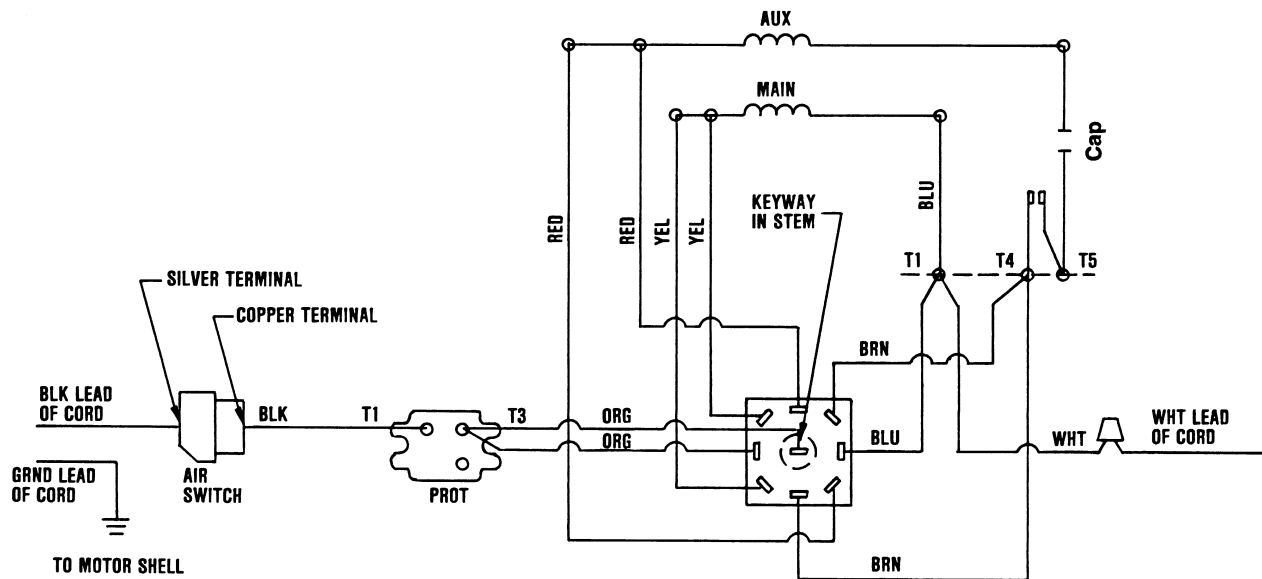 AUX
MAIN
Cap
RED
RED
YEL
YEL
BLU
KEYWAY
IN STEM
T1
T4
T5
SILVER TERMINAL
COPPER TERMINAL
BRN
BLK LEAD
OF CORD
BLK
T1
T3
ORG
ORG
BLU
WHT
WHT LEAD
OF CORD
GRND LEAD
OF CORD
AIR
SWITCH
PROT
TO MOTOR SHELL
BRN